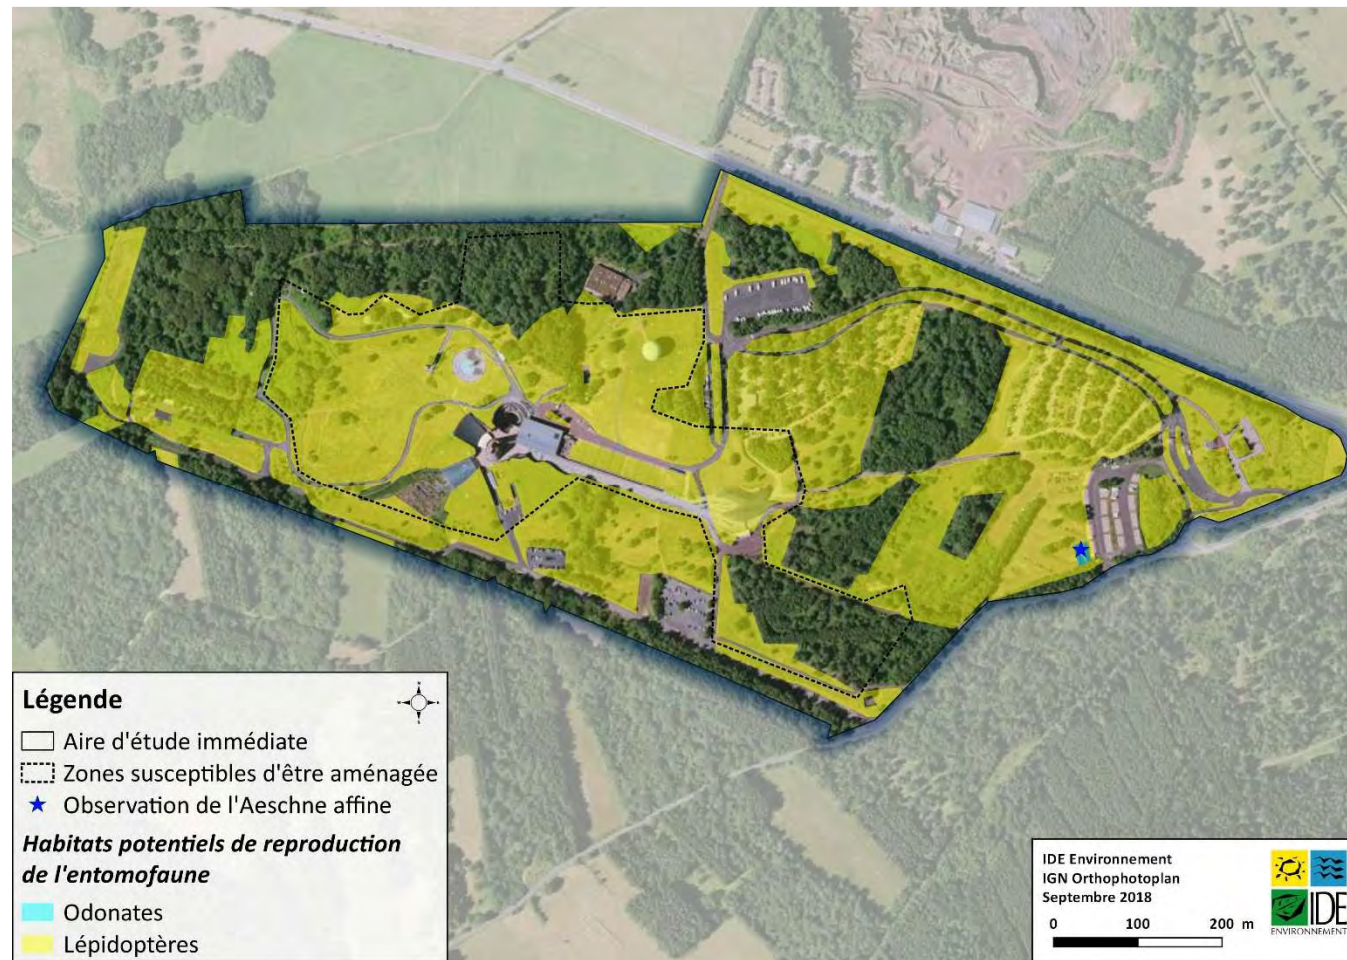 Légende
Aire d'étude immédiate
Zones susceptibles d'être aménagée
Observation de l'Aeschne affine
Habitats potentiels de reproduction
de l'entomofaune
Odonates
Lépidoptères
IDE Environnement
IGN Orthophotoplan
Septembre 2018
0 100 200 m
IDE
ENVIRONNEMENT